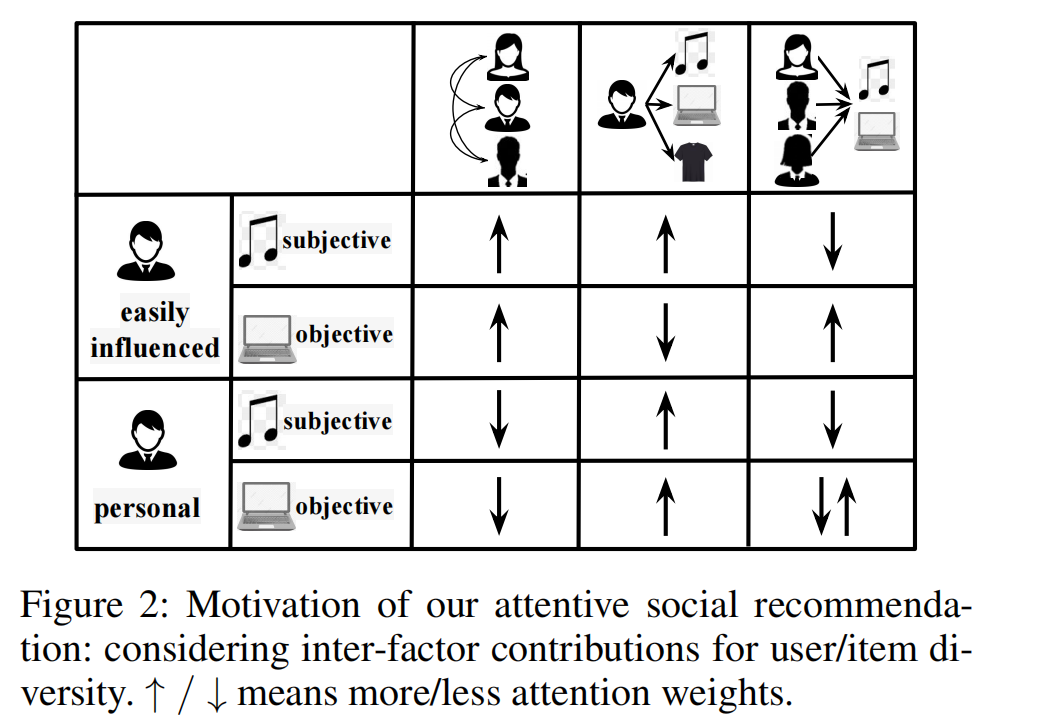 subjective
easily
influenced
objective
subjective
personal
objective
Figure 2: Motivation of our attentive social recommenda-
tion: considering inter-factor contributions for user/item di-
versity. ↑ / ↓ means more/less attention weights.